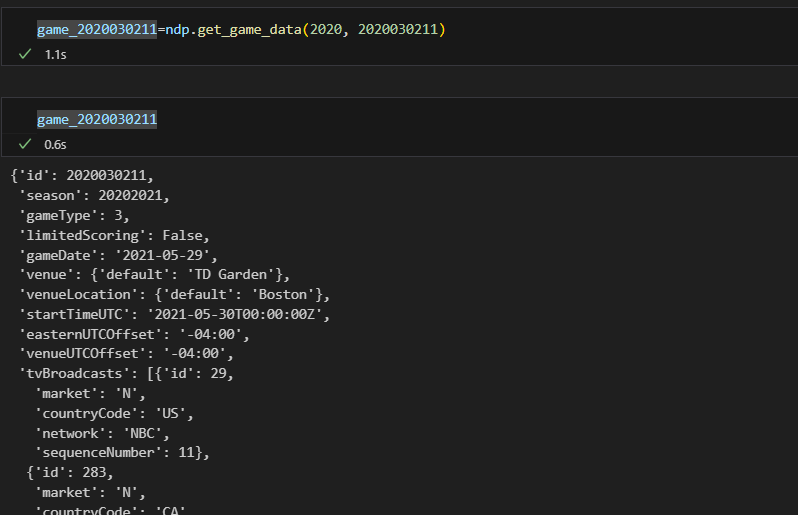 game_2020030211=ndp.get_game_data(2020, 2020030211)
1.1s
game_2020030211
0.6s
{'id': 2020030211,
'season': 20202021,
'gameType': 3,
'limitedScoring': False,
'gameDate': '2021-05-29',
'venue': {'default': 'TD Garden'},
'venueLocation': {'default': 'Boston'},
'startTimeUTC': '2021-05-30T00:00:00Z',
'easternUTCOffset': '-04:00',
'venueUTCOffset': '-04:00',
'tvBroadcasts': [{'id': 29,
'market': 'N',
'countryCode': 'US',
'network': 'NBC',
'sequenceNumber': 11},
{'id': 283,
'market': 'N',
'countryCode': 'CA'